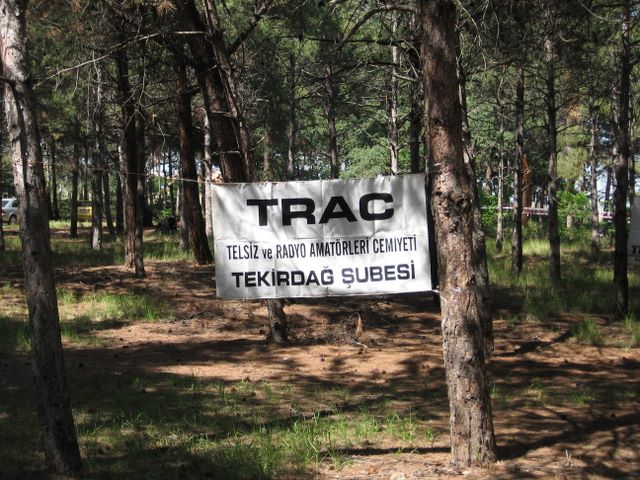 TRAC
TELSİZ ve RADYO AMATÖRLERİ CEMİYETİ
TEKİRDAĞ ŞUBESİ